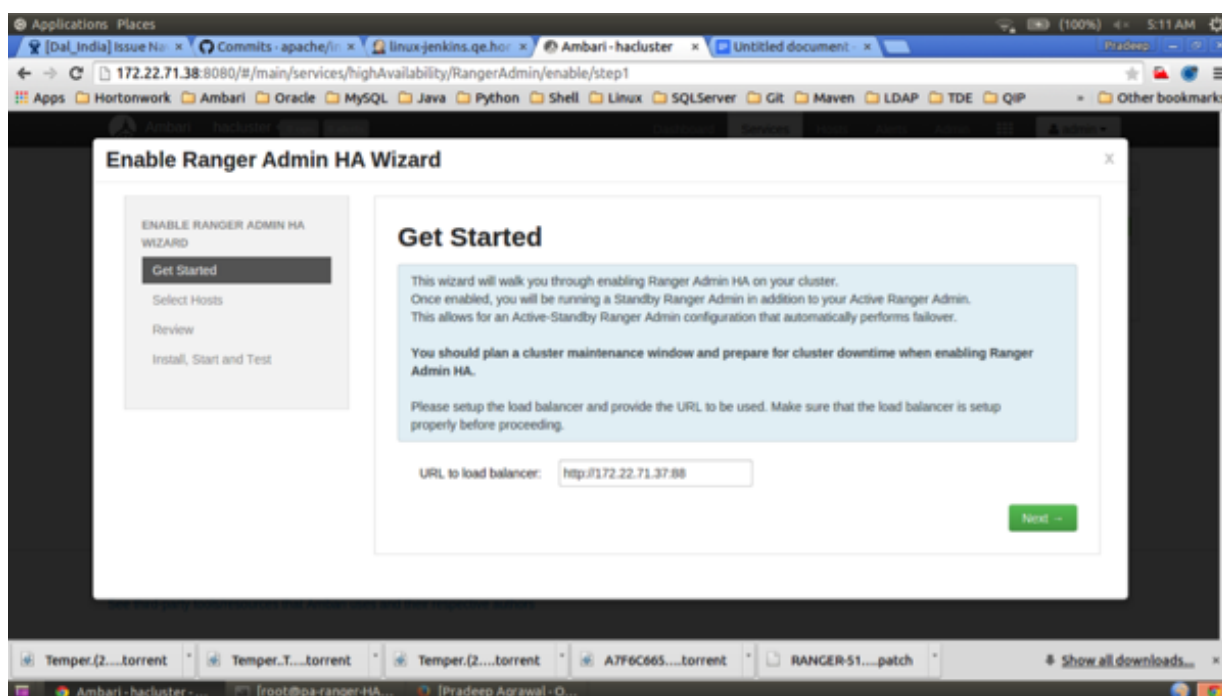 Applications Places
(100%) 5:11 AM
[Dal_India] Issue Na × Commits · apache/ × linux-jenkins.qe.hor × Ambari - hacluster × Untitled document - × Pradeep
172.22.71.38:8080/#/main/services/highAvailability/RangerAdmin/enable/step1
Apps Hortonwork Ambari Oracle MySQL Java Python Shell Linux SQLServer Git Maven LDAP TDE QIP » Other bookmarks
Ambari hacluster Services admin
Enable Ranger Admin HA Wizard X
ENABLE RANGER ADMIN HA
WIZARD
Get Started
Select Hosts
Review
Install, Start and Test
Get Started
This wizard will walk you through enabling Ranger Admin HA on your cluster.
Once enabled, you will be running a Standby Ranger Admin in addition to your Active Ranger Admin.
This allows for an Active-Standby Ranger Admin configuration that automatically performs failover.
You should plan a cluster maintenance window and prepare for cluster downtime when enabling Ranger
Admin HA.
Please setup the load balancer and provide the URL to be used. Make sure that the load balancer is setup
properly before proceeding.
URL to load balancer: http://172.22.71.37:88
Next →
Temper.(2....torrent Temper..T....torrent Temper.(2....torrent A7F6C665....torrent RANGER-51....patch Show all downloads... ×
Ambari - hacluster - ... [root@pa-ranger-HA... [Pradeep Agrawal - O...